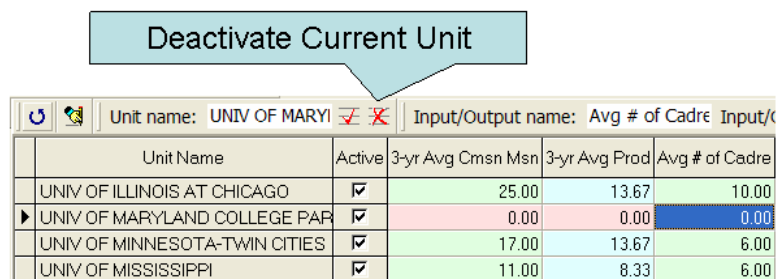 Deactivate Current Unit
Unit name: UNIV OF MARYI Input/Output name: Avg # of Cadre Input/
Unit Name Active 3-yr Avg Cmsn Msn 3-yr Avg Prod Avg # of Cadre
UNIV OF ILLINOIS AT CHICAGO 25.00 13.67 10.00
UNIV OF MARYLAND COLLEGE PAR 0.00 0.00 0.00
UNIV OF MINNESOTA-TWIN CITIES 17.00 13.67 6.00
UNIV OF MISSISSIPPI 11.00 8.33 6.00